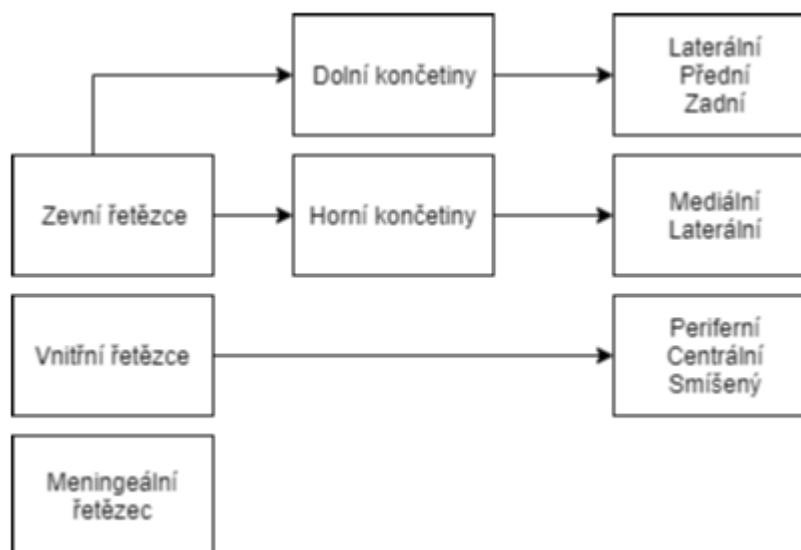 Dolní končetiny
Laterální
Přední
Zadní
Zevní řetězce
Horní končetiny
Mediální
Laterální
Vnitřní řetězce
Periferní
Centrální
Smíšený
Meningeální
řetězec